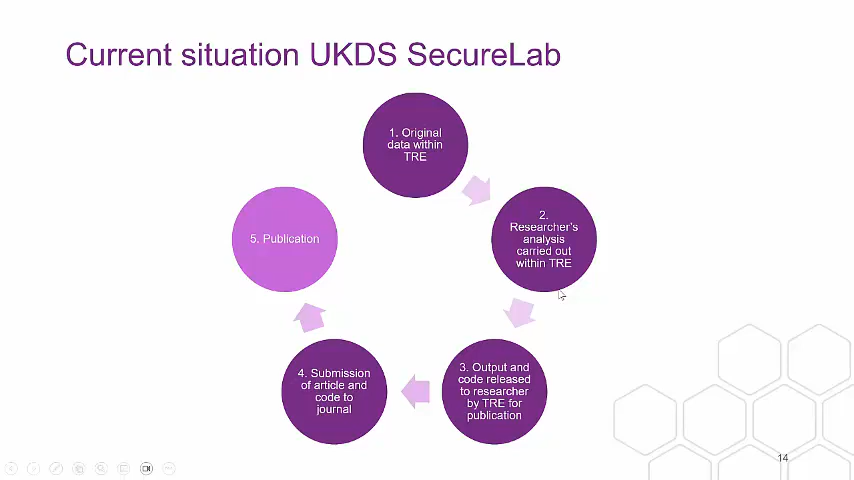 Current situation UKDS SecureLab
1. Original
data within
TRE
2.
Researcher's
analysis
carried out
within TRE
3. Output and
code released
to researcher
by TRE for
publication
4. Submission
of article and
code to
journal
5. Publication
14